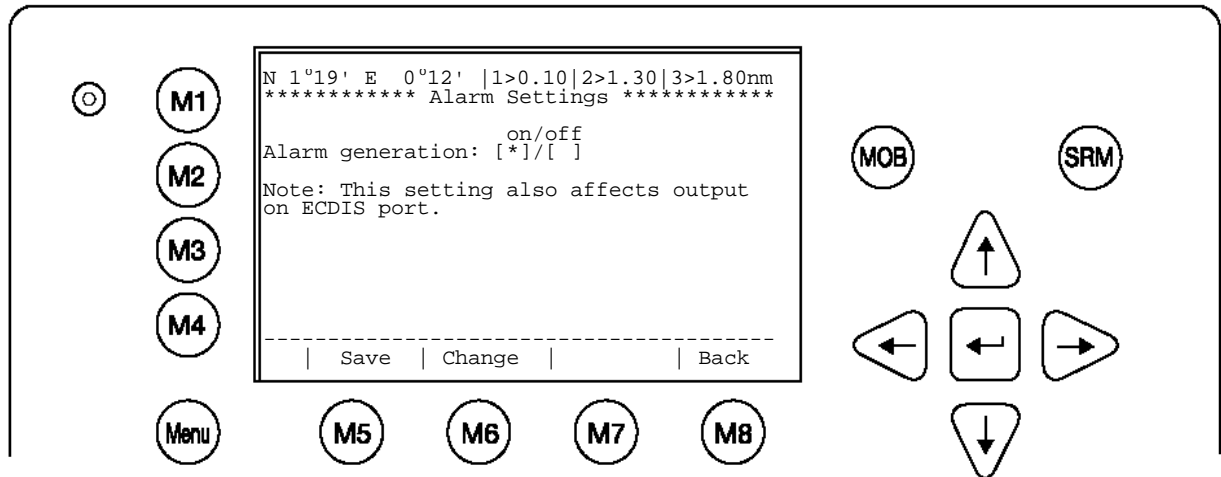 N 1°19' E  0°12' |1>0.10|2>1.30|3>1.80nm
************ Alarm Settings ************
on/off
Alarm generation: [*]/[ ]
Note: This setting also affects output
on ECDIS port.
----------------------------------------
| Save | Change | | Back
M1
M2
M3
M4
Menu
M5
M6
M7
M8
MOB
SRM